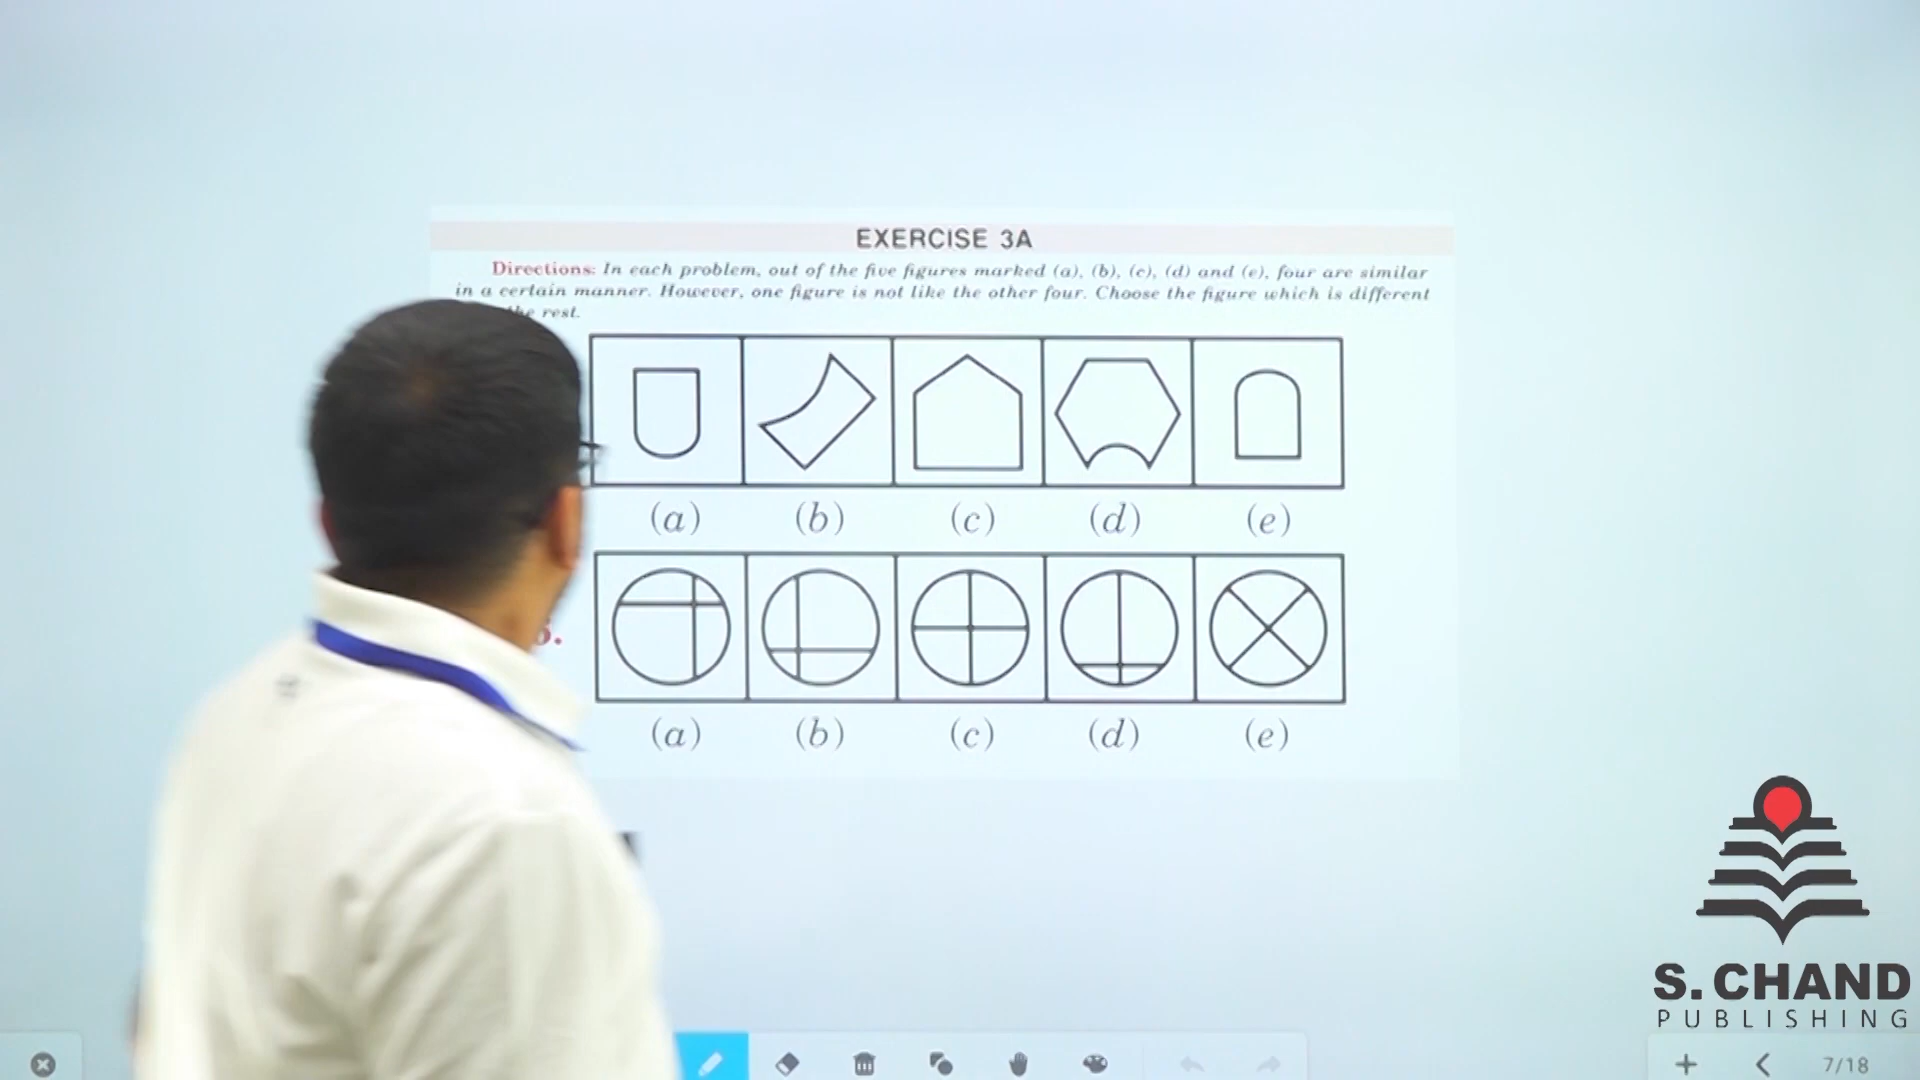 EXERCISE 3A
Directions: In each problem, out of the five figures marked (a), (b), (c), (d) and (e), four are similar
in a certain manner. However, one figure is not like the other four. Choose the figure which is different
the rest.
(a) (b) (c) (d) (e)
(a) (b) (c) (d) (e)
S. CHAND
PUBLISHING
7/18